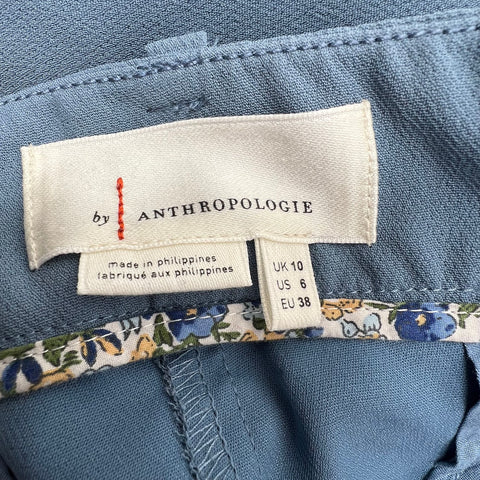 by ANTHROPOLOGIE
made in philippines
fabriqué aux philippines
UK 10
US 6
EU 38